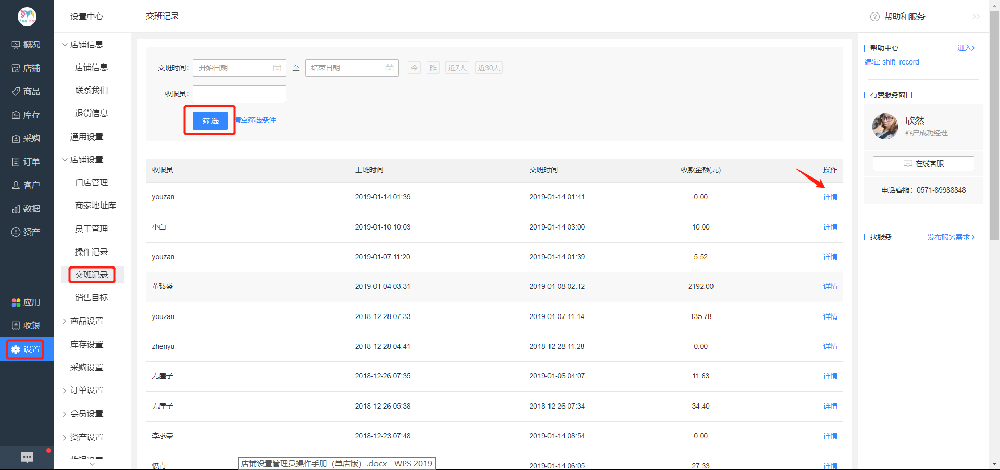 概况
店铺
商品
库存
采购
订单
客户
数据
资产
应用
收银
设置
设置中心
店铺信息
店铺信息
联系我们
退货信息
通用设置
店铺设置
门店管理
商家地址库
员工管理
操作记录
交班记录
销售目标
商品设置
库存设置
采购设置
订单设置
会员设置
资产设置
交班记录
交班时间: 开始日期 至 结束日期 今 昨 近7天 近30天
收银员:
筛 选 清空筛选条件
收银员 上班时间 交班时间 收款金额(元) 操作
youzan 2019-01-14 01:39 2019-01-14 01:41 0.00 详情
小白 2019-01-10 10:03 2019-01-14 03:00 10.00 详情
youzan 2019-01-07 11:20 2019-01-14 01:39 5.52 详情
董臻盛 2019-01-04 03:31 2019-01-08 02:12 2192.00 详情
youzan 2018-12-28 07:33 2019-01-07 11:14 135.78 详情
zhenyu 2018-12-28 04:41 2018-12-28 11:28 0.00 详情
无崖子 2018-12-26 07:35 2019-01-06 04:07 11.63 详情
无崖子 2018-12-26 05:38 2018-12-26 07:34 34.40 详情
李求荣 2018-12-23 07:48 2019-01-14 08:54 0.00 详情
愤青 2019-01-14 06:05 27.33 详情
店铺设置管理员操作手册（单店版）.docx - WPS 2019
帮助和服务
帮助中心 进入
编辑: shift_record
有赞服务窗口
欣然
客户成功经理
在线客服
电话客服：0571-89988848
找服务 发布服务需求